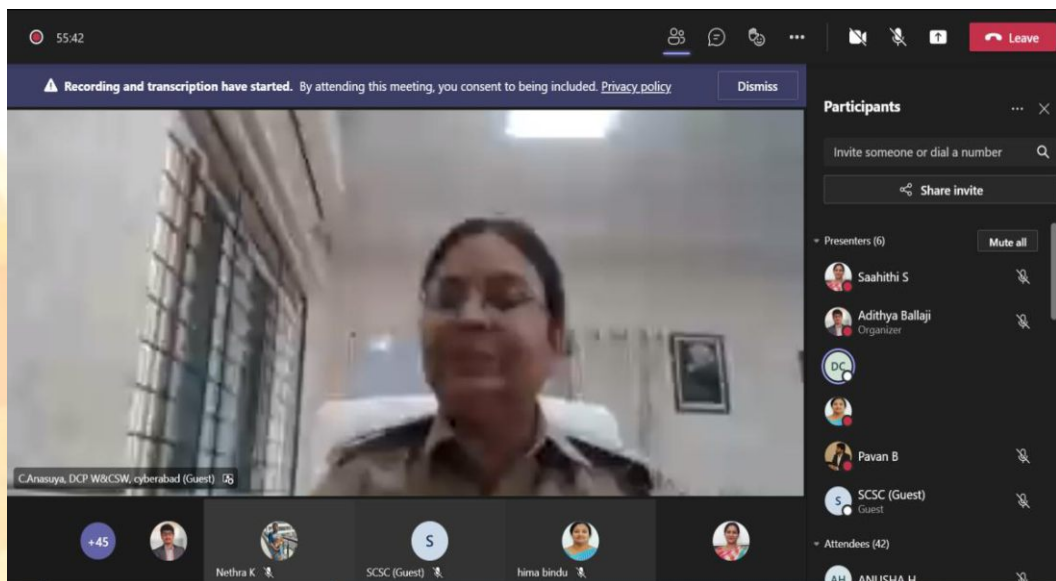 55:42
Leave
Recording and transcription have started. By attending this meeting, you consent to being included. Privacy policy
Dismiss
Participants
Invite someone or dial a number
Share invite
Presenters (6)
Mute all
Saahithi S
Adithya Ballaji
Organizer
DC
Pavan B
S
SCSC (Guest)
Guest
Attendees (42)
AH
ANUSHA H
C.Anasuya, DCP W&CSW, cyberabad (Guest)
+45
Nethra K
S
SCSC (Guest)
hima bindu